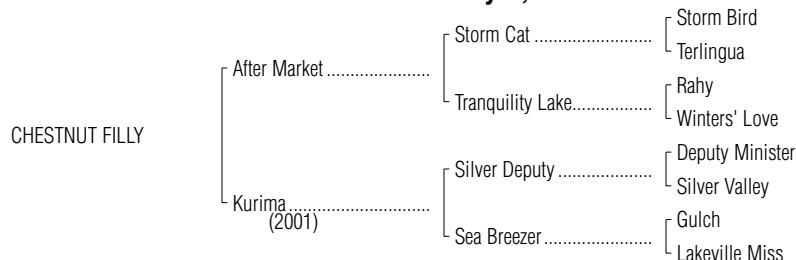 Storm Bird
Storm Cat ....................
Terlingua
After Market ......................
Rahy
Tranquility Lake.................
Winters' Love
CHESTNUT FILLY
Deputy Minister
Silver Deputy ....................
Silver Valley
Kurima..............................
(2001)
Gulch
Sea Breezer.......................
Lakeville Miss